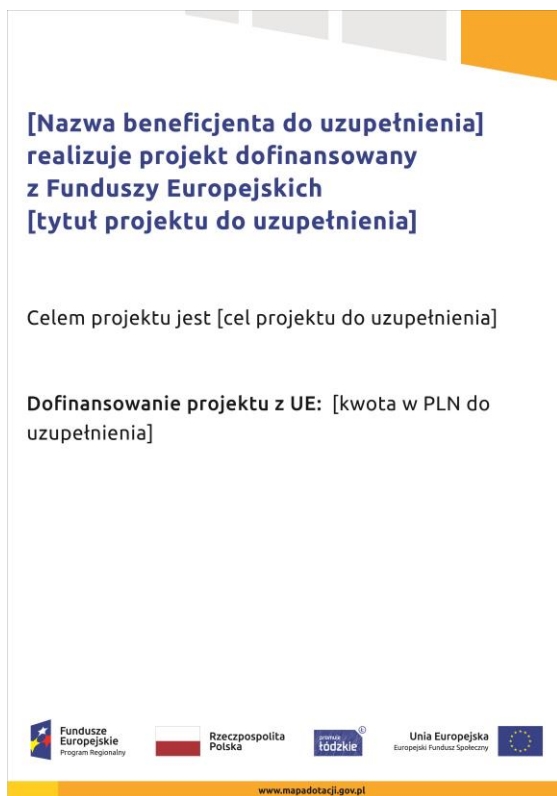 [Nazwa beneficjenta do uzupełnienia]
realizuje projekt dofinansowany
z Funduszy Europejskich
[tytuł projektu do uzupełnienia]
Celem projektu jest [cel projektu do uzupełnienia]
Dofinansowanie projektu z UE: [kwota w PLN do
uzupełnienia]
Fundusze
Europejskie
Program Regionalny
Rzeczpospolita
Polska
promuje
łódzkie
Unia Europejska
Europejski Fundusz Społeczny
www.mapadotacji.gov.pl